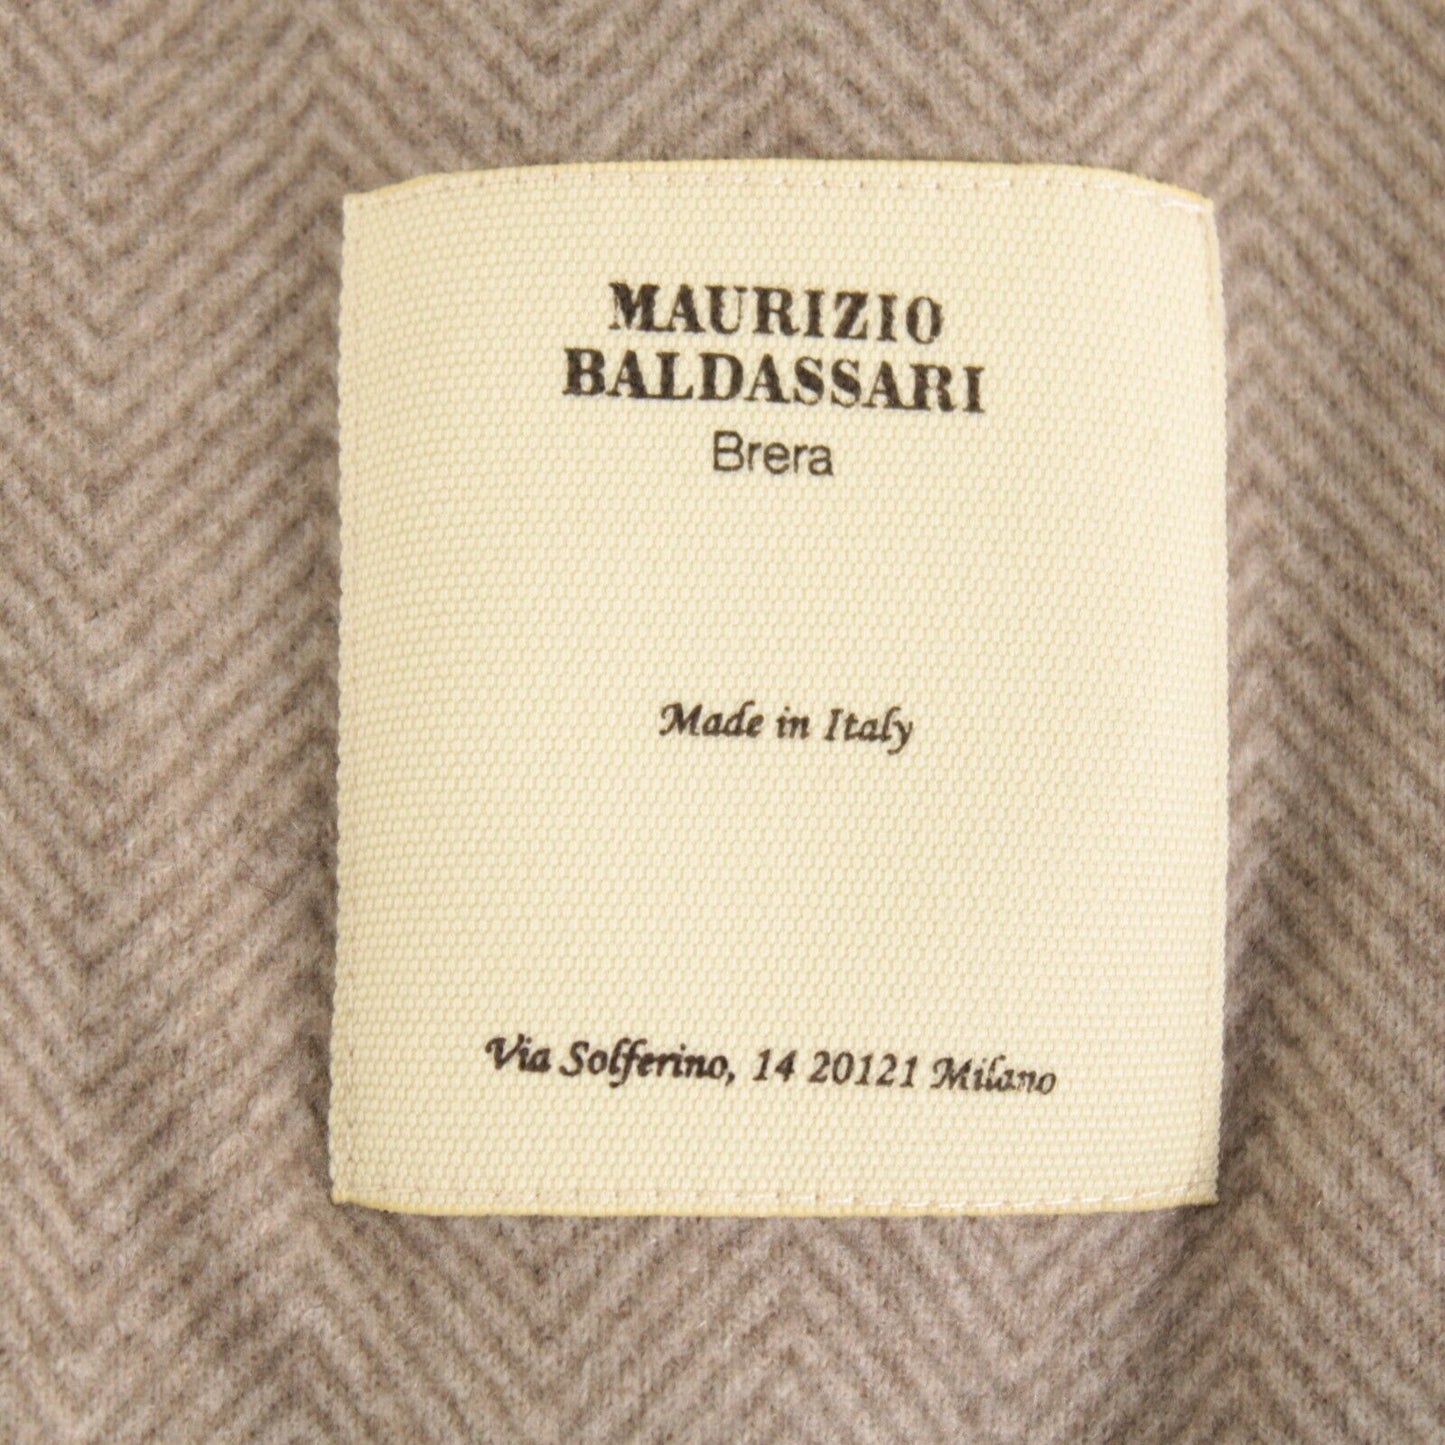 MAURIZIO
BALDASSARI
Brera
Made in Italy
Via Solferino, 14 20121 Milano